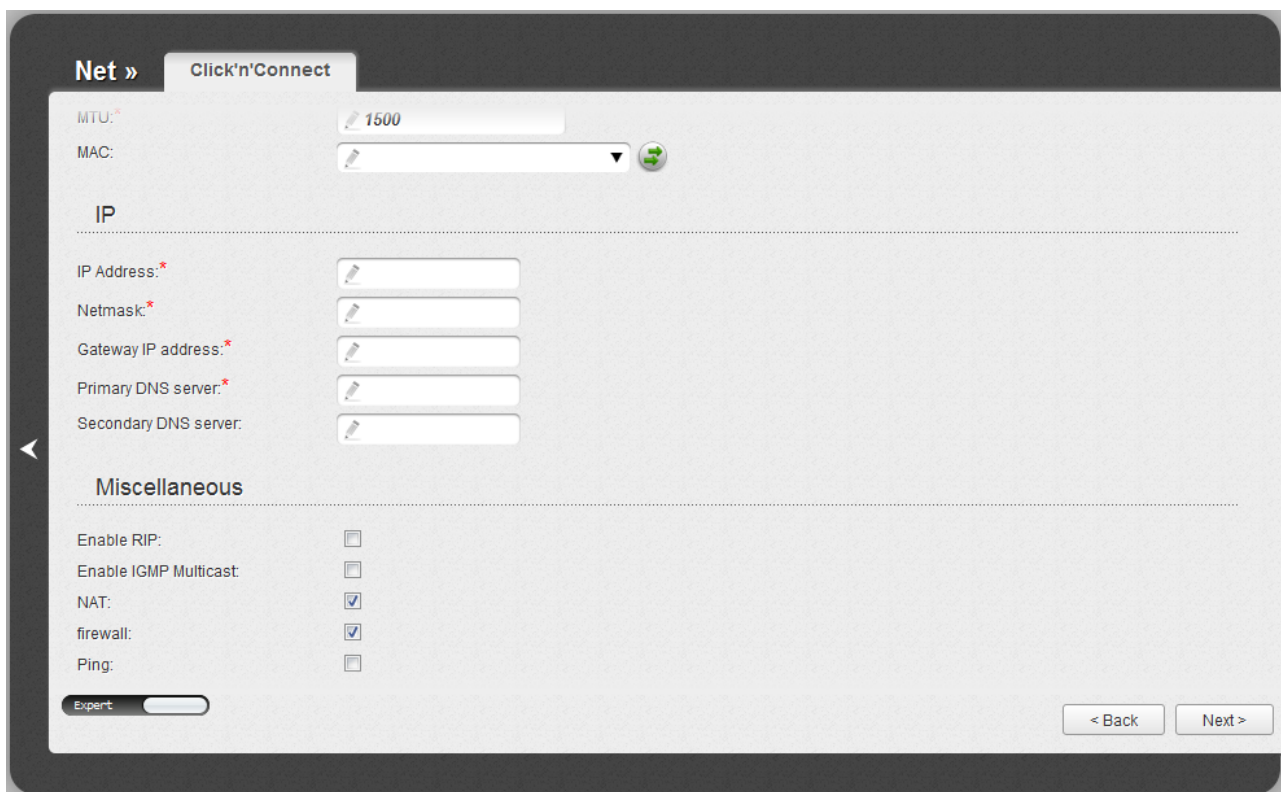 Net »
Click'n'Connect
MTU:* 1500
MAC:
IP
IP Address:*
Netmask:*
Gateway IP address:*
Primary DNS server:*
Secondary DNS server:
Miscellaneous
Enable RIP:
Enable IGMP Multicast:
NAT:
firewall:
Ping:
Expert
< Back
Next >